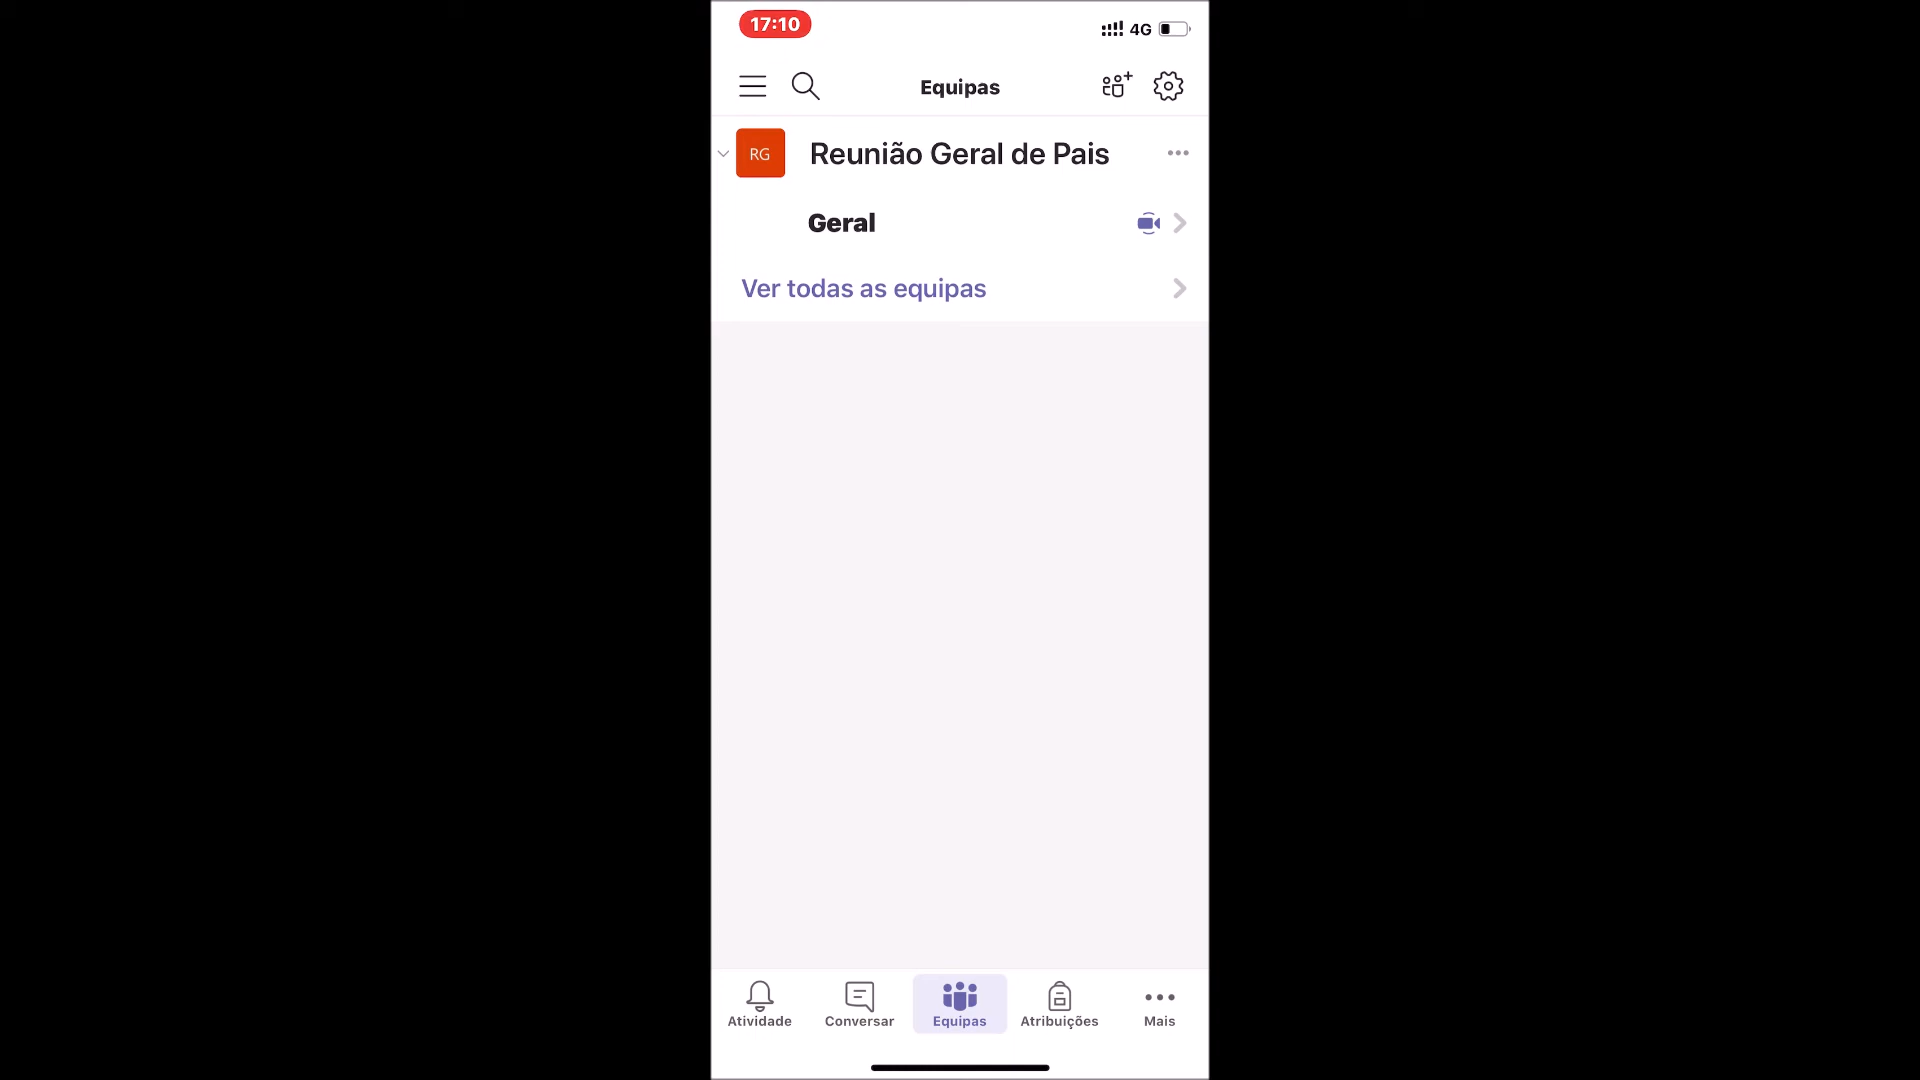 17:10
4G
Equipas
RG
Reunião Geral de Pais
Geral
Ver todas as equipas
Atividade
Conversar
Equipas
Atribuições
Mais